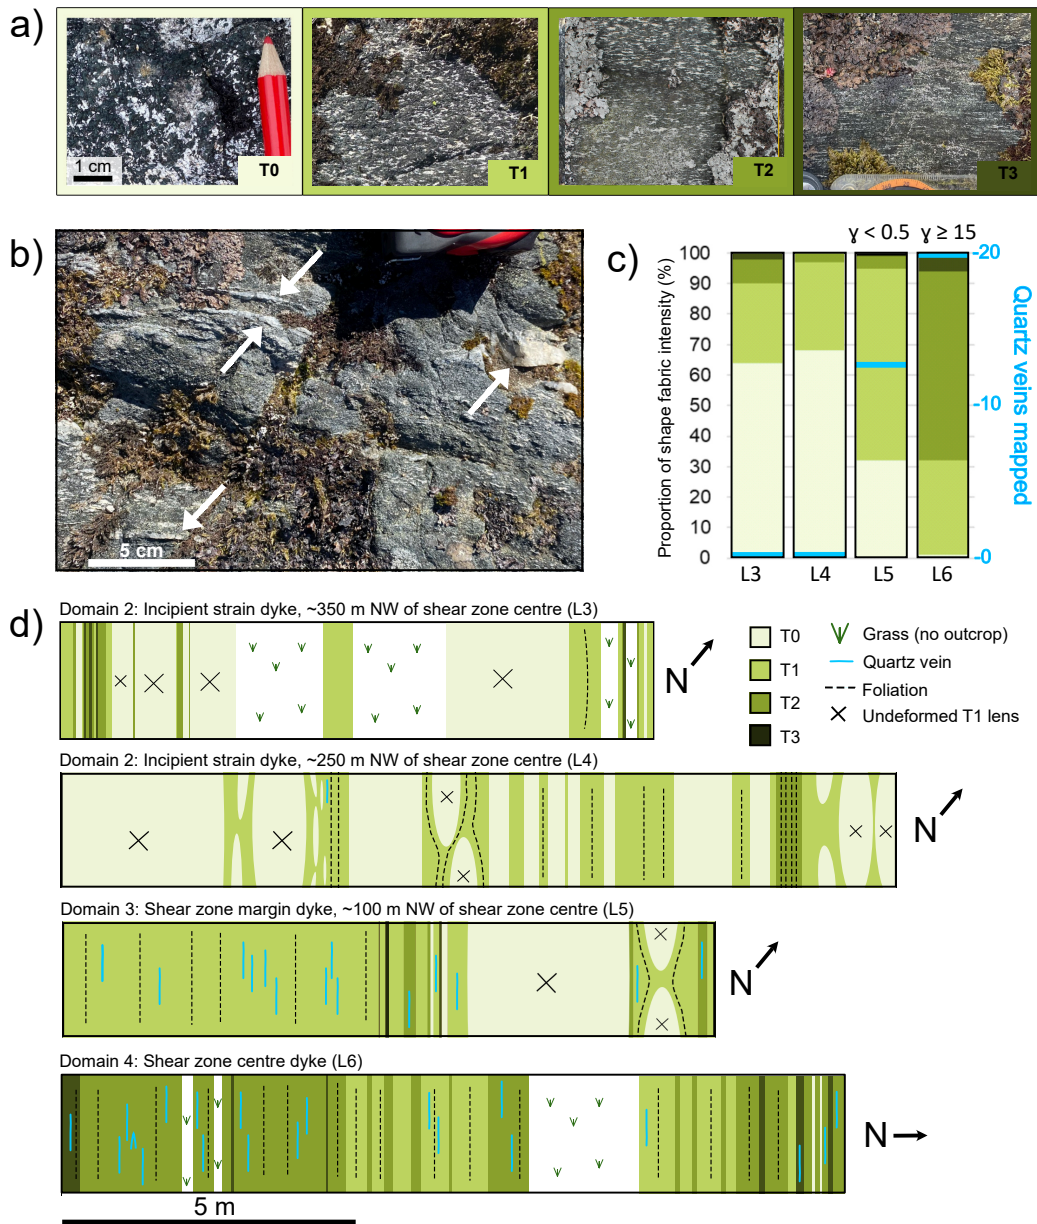 a)
1 cm
T0
T1
T2
T3
b)
5 cm
c)
ɣ < 0.5 ɣ ≥ 15
Proportion of shape fabric intensity (%)
100
90
80
70
60
50
40
30
20
10
0
L3 L4 L5 L6
-20
-10
-0
Quartz veins mapped
d)
Domain 2: Incipient strain dyke, ~350 m NW of shear zone centre (L3)
N
T0
T1
T2
T3
Grass (no outcrop)
Quartz vein
Foliation
Undeformed T1 lens
Domain 2: Incipient strain dyke, ~250 m NW of shear zone centre (L4)
N
Domain 3: Shear zone margin dyke, ~100 m NW of shear zone centre (L5)
N
Domain 4: Shear zone centre dyke (L6)
N
5 m